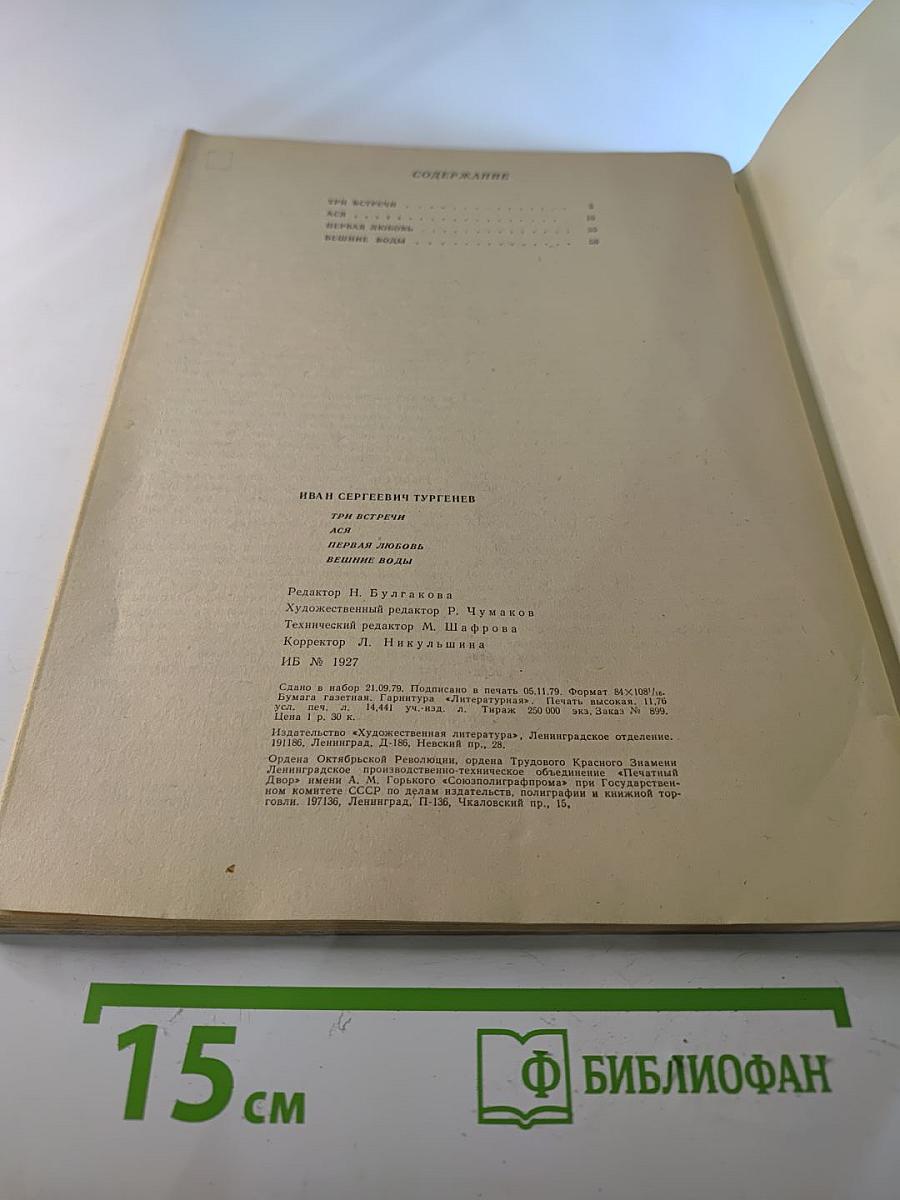 СОДЕРЖАНИЕ
ТРИ ВСТРЕЧИ . . . . . . . . . . . . . . .
АСЯ . . . . . . . . . . . . . . . . . .
ПЕРВАЯ ЛЮБОВЬ . . . . . . . . . . . . .
ВЕШНИЕ ВОДЫ . . . . . . . . . . . . .
ИВАН СЕРГЕЕВИЧ ТУРГЕНЕВ
ТРИ ВСТРЕЧИ
АСЯ
ПЕРВАЯ ЛЮБОВЬ
ВЕШНИЕ ВОДЫ
Редактор Н. Булгакова
Художественный редактор Р. Чумаков
Технический редактор М. Шафрова
Корректор Л. Никульшина
ИБ № 1927
Сдано в набор 21.09.79. Подписано в печать 05.11.79. Формат 84×108¹/₁₆.
Бумага газетная. Гарнитура «Литературная». Печать высокая. 11,76
усл. печ. л. 14,441 уч.-изд. л. Тираж 250 000 экз. Заказ № 899.
Цена 1 р. 30 к.
Издательство «Художественная литература», Ленинградское отделение.
191186, Ленинград, Д-186, Невский пр., 28.
Ордена Октябрьской Революции, ордена Трудового Красного Знамени
Ленинградское производственно-техническое объединение «Печатный
Двор» имени А. М. Горького «Союзполиграфпрома» при Государствен-
ном комитете СССР по делам издательств, полиграфии и книжной тор-
говли. 197136, Ленинград, П-136, Чкаловский пр., 15.
15 см
Ф БИБЛИОФАН